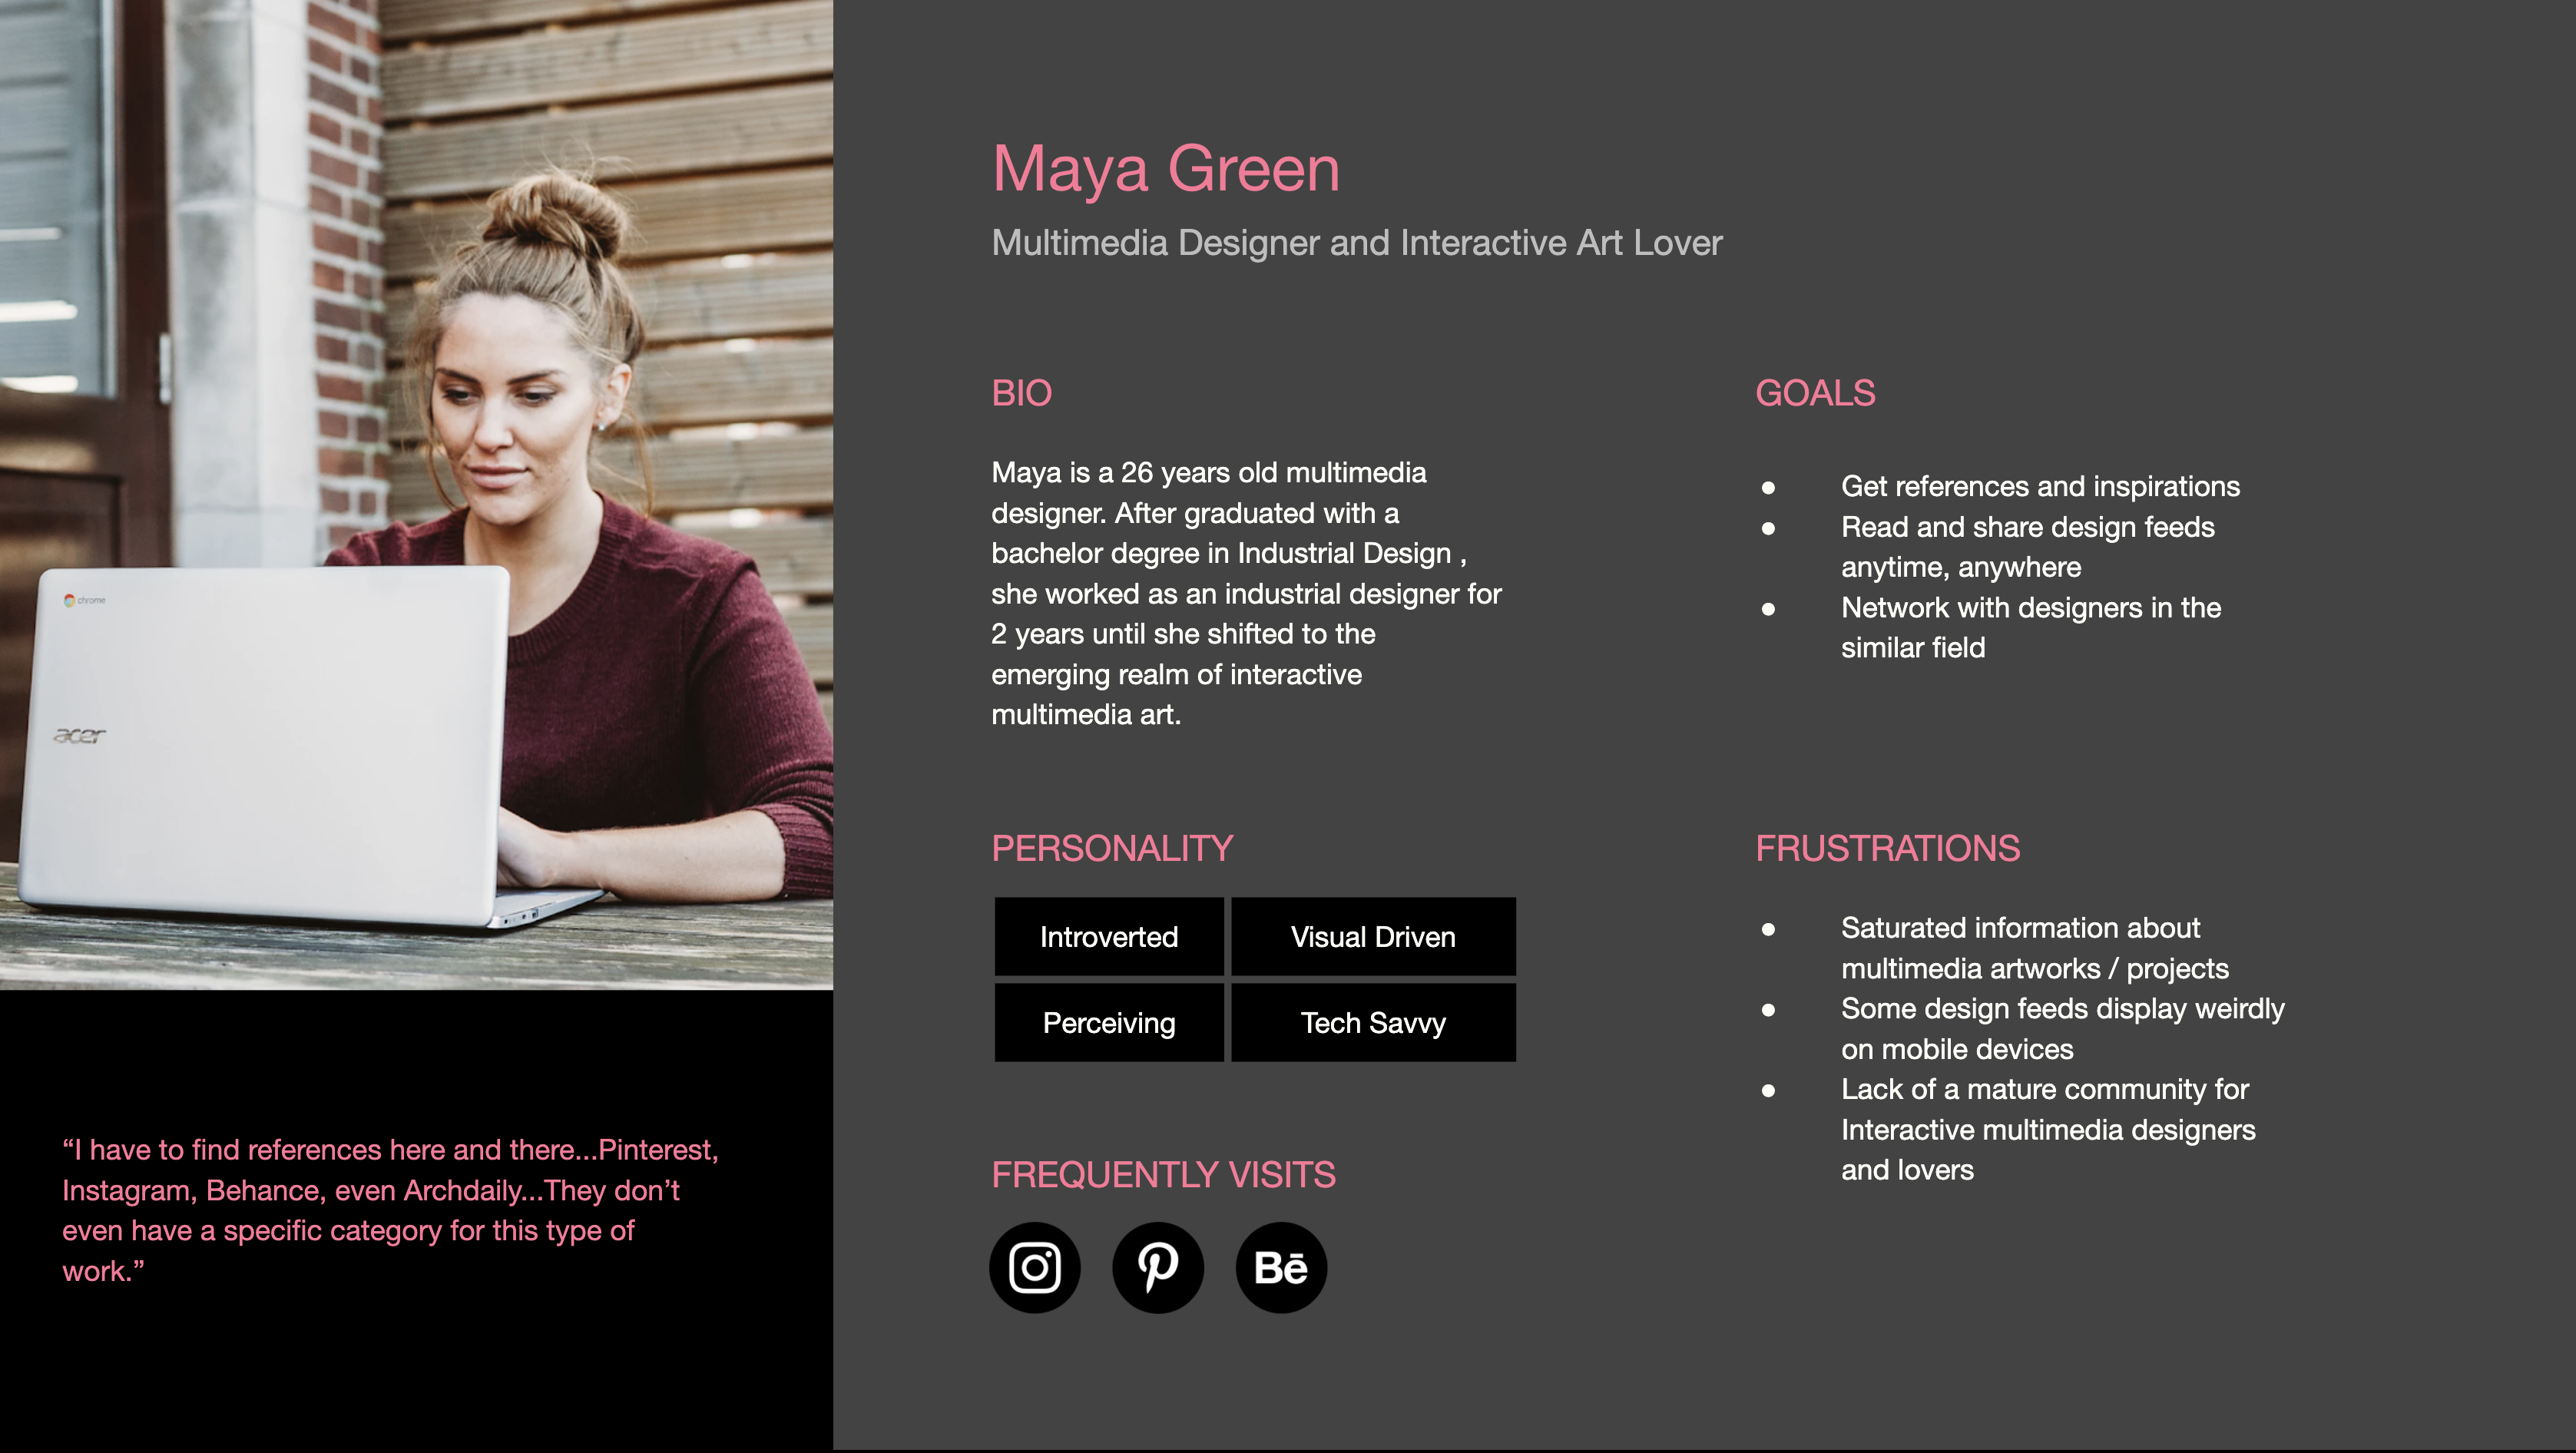 chrome
acer
“I have to find references here and there...Pinterest,
Instagram, Behance, even Archdaily...They don’t
even have a specific category for this type of
work.”
Maya Green
Multimedia Designer and Interactive Art Lover
BIO
Maya is a 26 years old multimedia
designer. After graduated with a
bachelor degree in Industrial Design ,
she worked as an industrial designer for
2 years until she shifted to the
emerging realm of interactive
multimedia art.
PERSONALITY
Introverted
Visual Driven
Perceiving
Tech Savvy
FREQUENTLY VISITS
Bē
GOALS
● Get references and inspirations
● Read and share design feeds
anytime, anywhere
● Network with designers in the
similar field
FRUSTRATIONS
● Saturated information about
multimedia artworks / projects
● Some design feeds display weirdly
on mobile devices
● Lack of a mature community for
Interactive multimedia designers
and lovers